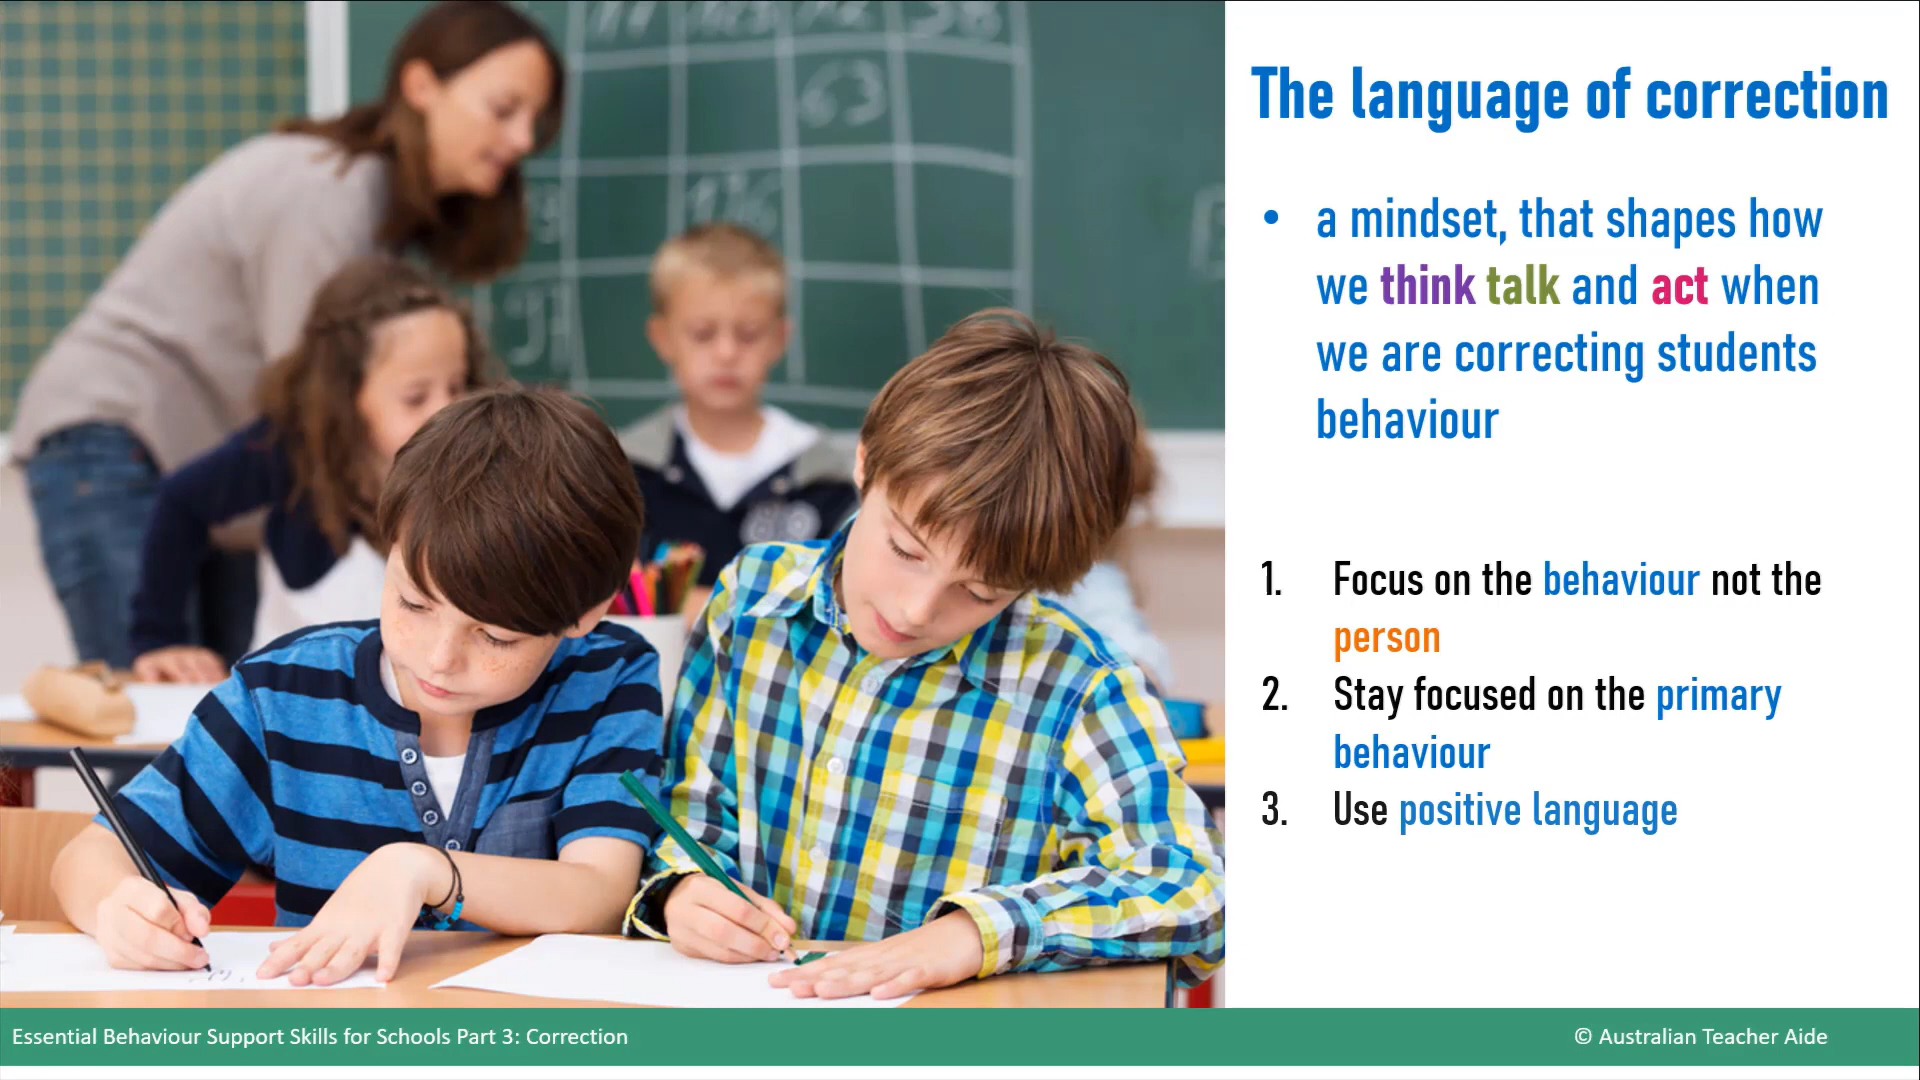 The language of correction
• a mindset, that shapes how
we think talk and act when
we are correcting students
behaviour
1. Focus on the behaviour not the
person
2. Stay focused on the primary
behaviour
3. Use positive language
63
Essential Behaviour Support Skills for Schools Part 3: Correction
© Australian Teacher Aide